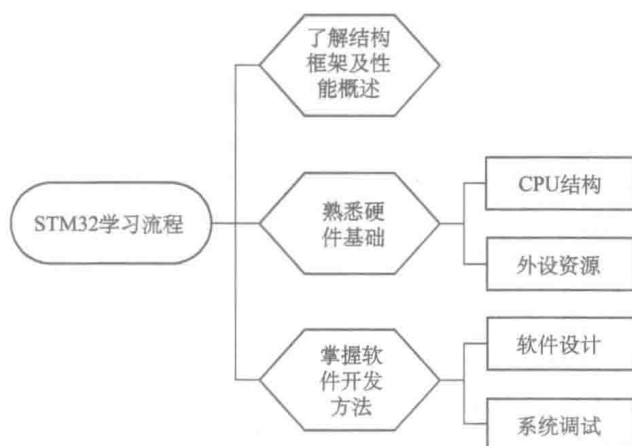 了解结构
框架及性
能概述
STM32学习流程
熟悉硬
件基础
CPU结构
外设资源
掌握软
件开发
方法
软件设计
系统调试